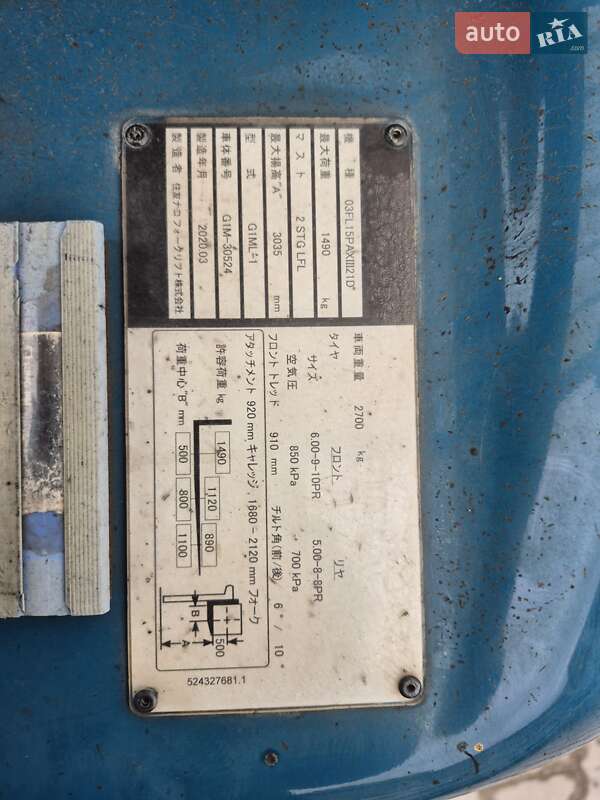 auto RIA .com
機 種 03FL15PAXIII21D*
最大荷重 1490 kg
マスト 2 STG LFL
最大揚高"A" 3035 mm
型 式 G1ML-1
車体番号 G1M-30524
製造年月 2020.03
製造者 住友ナコ フォークリフト株式会社
車両重量 2700 kg
タイヤ フロント リヤ
サイズ 6.00-9-10PR 5.00-8-8PR
空気圧 850 kPa 700 kPa
フロントトレッド 910 mm チルト角(前/後) 6°/ 10°
アタッチメント 920 mm キャレッジ, 1680 - 2120 mm フォーク
許容荷重 kg 1490 1120 890
荷重中心"B" mm 500 800 1100
B A 500
524327681.1